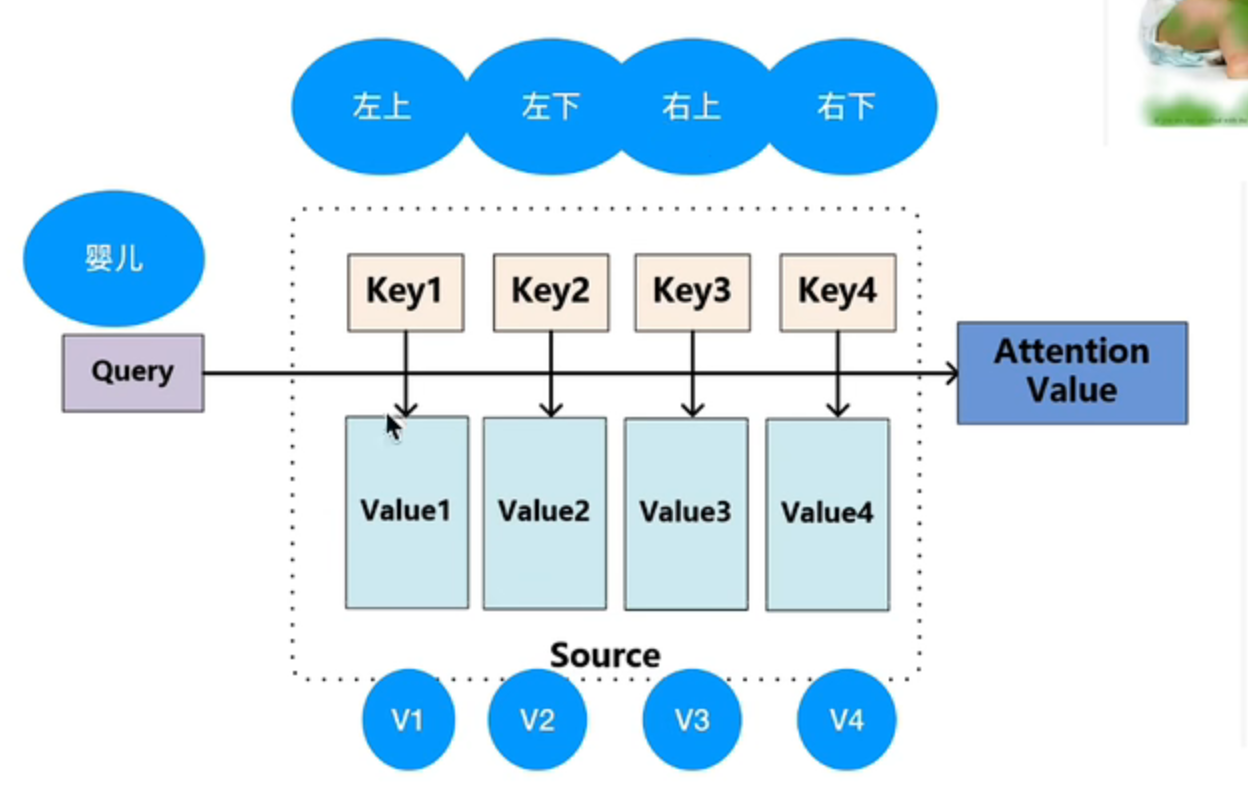 左上 左下 右上 右下
婴儿
Key1 Key2 Key3 Key4
Query
Attention
Value
Value1 Value2 Value3 Value4
Source
V1 V2 V3 V4